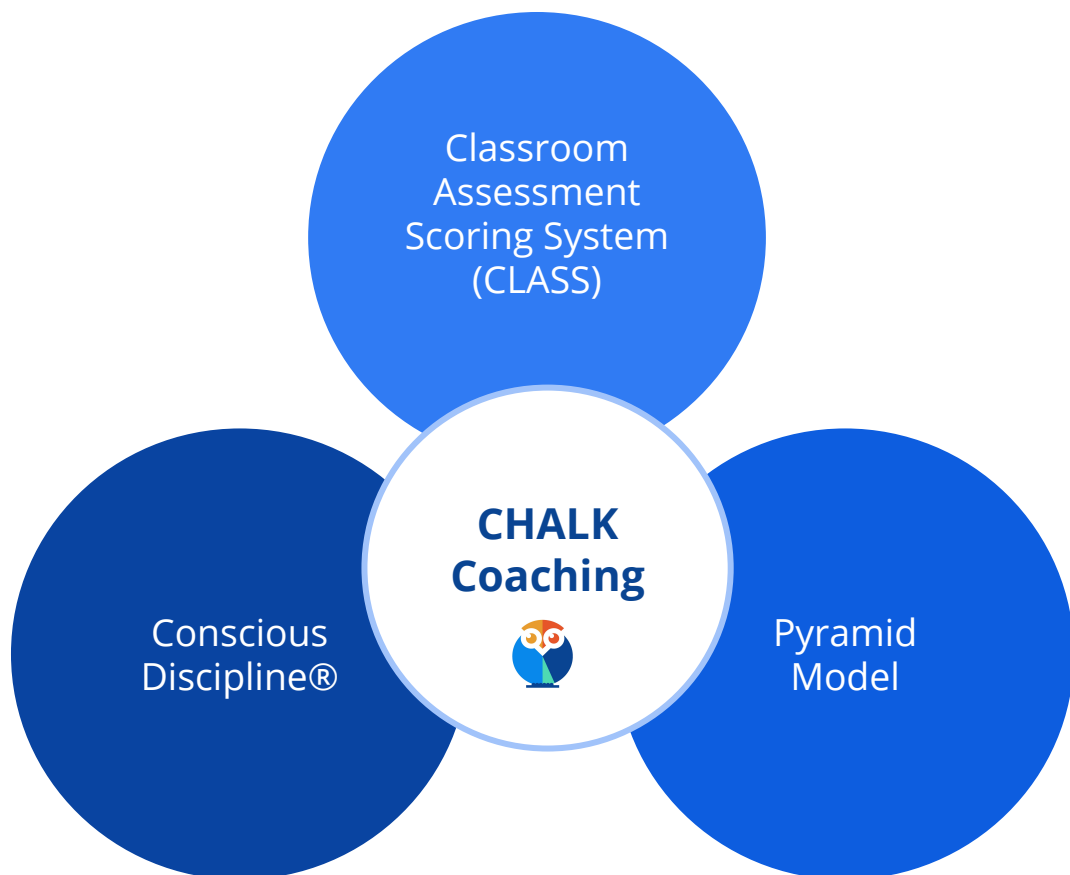 Classroom
Assessment
Scoring System
(CLASS)
CHALK
Coaching
Conscious
Discipline®
Pyramid
Model